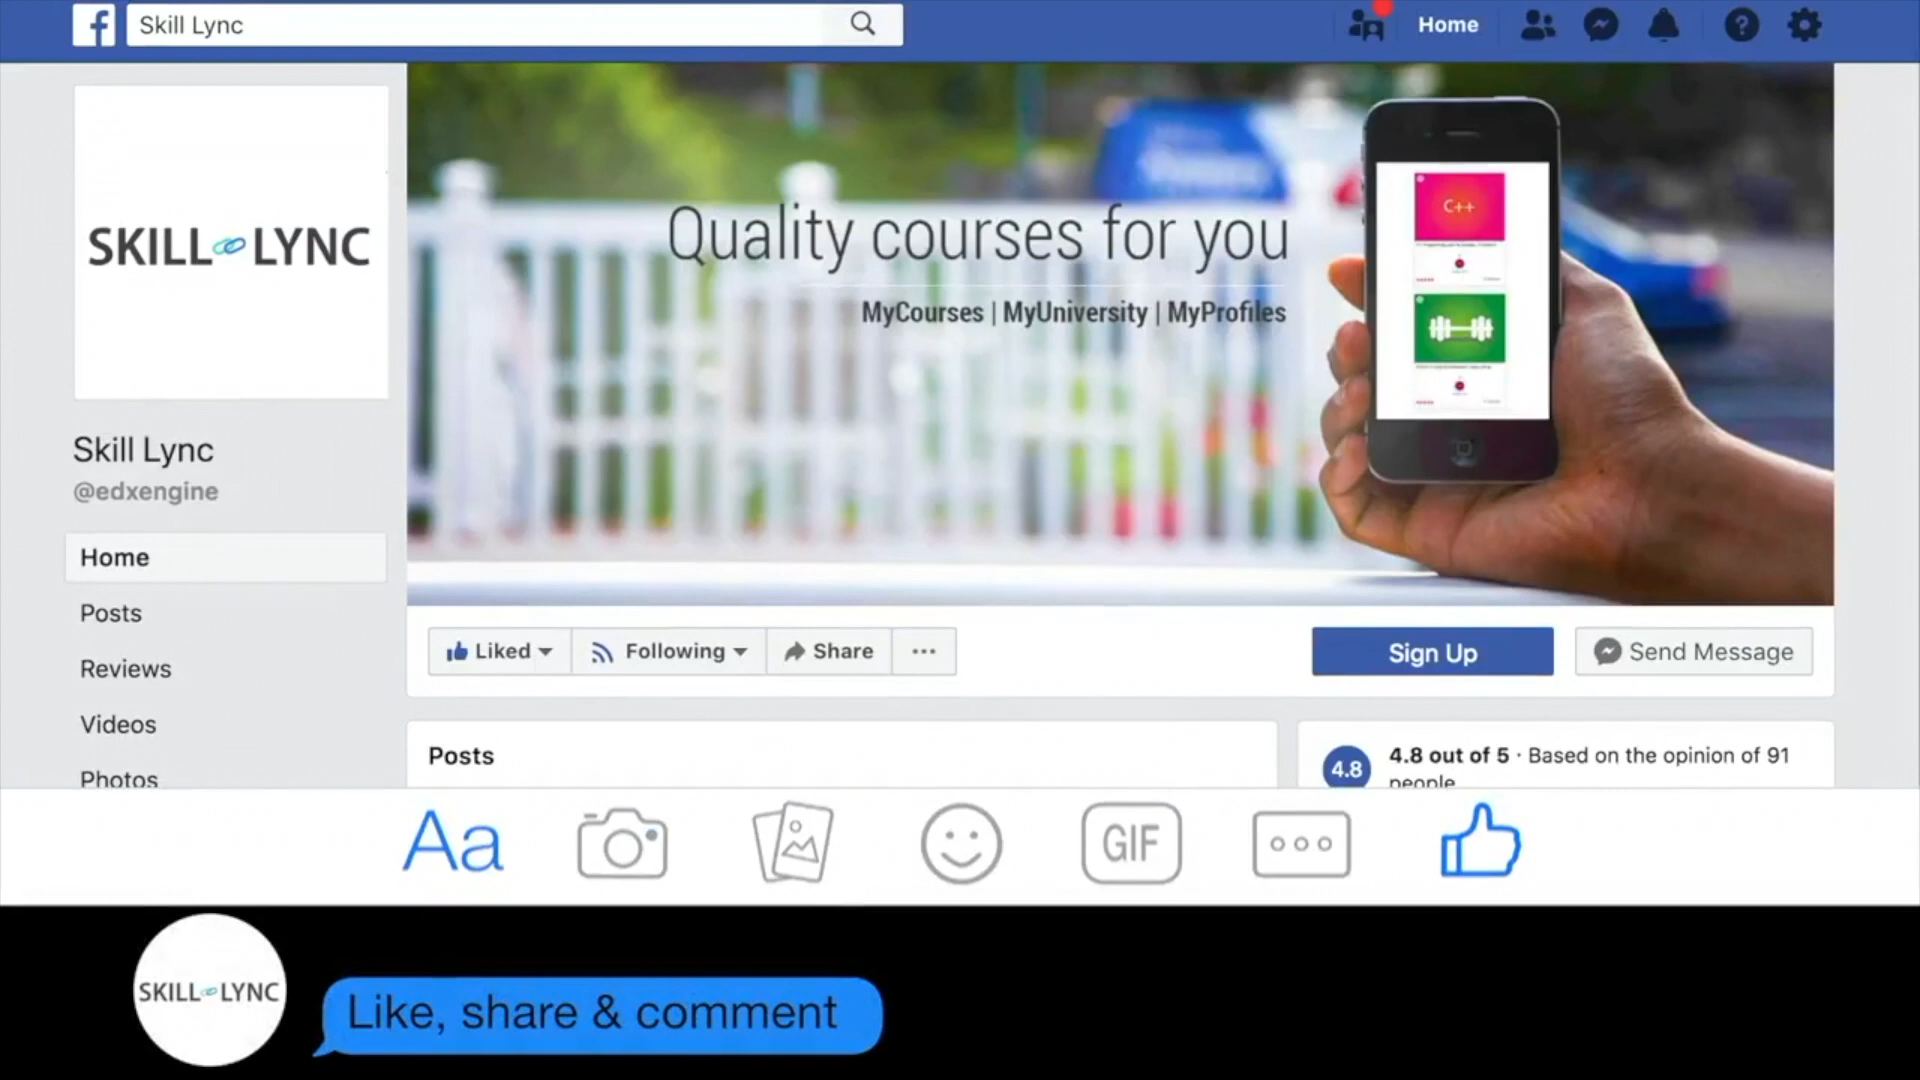 Skill Lync
Home
SKILL LYNC
Quality courses for you
MyCourses | MyUniversity | MyProfiles
C++
Skill Lync
@edxengine
Home
Posts
Reviews
Videos
Photos
Liked
Following
Share
Sign Up
Send Message
Posts
4.8
4.8 out of 5 · Based on the opinion of 91
people
Aa
GIF
SKILL LYNC
Like, share & comment